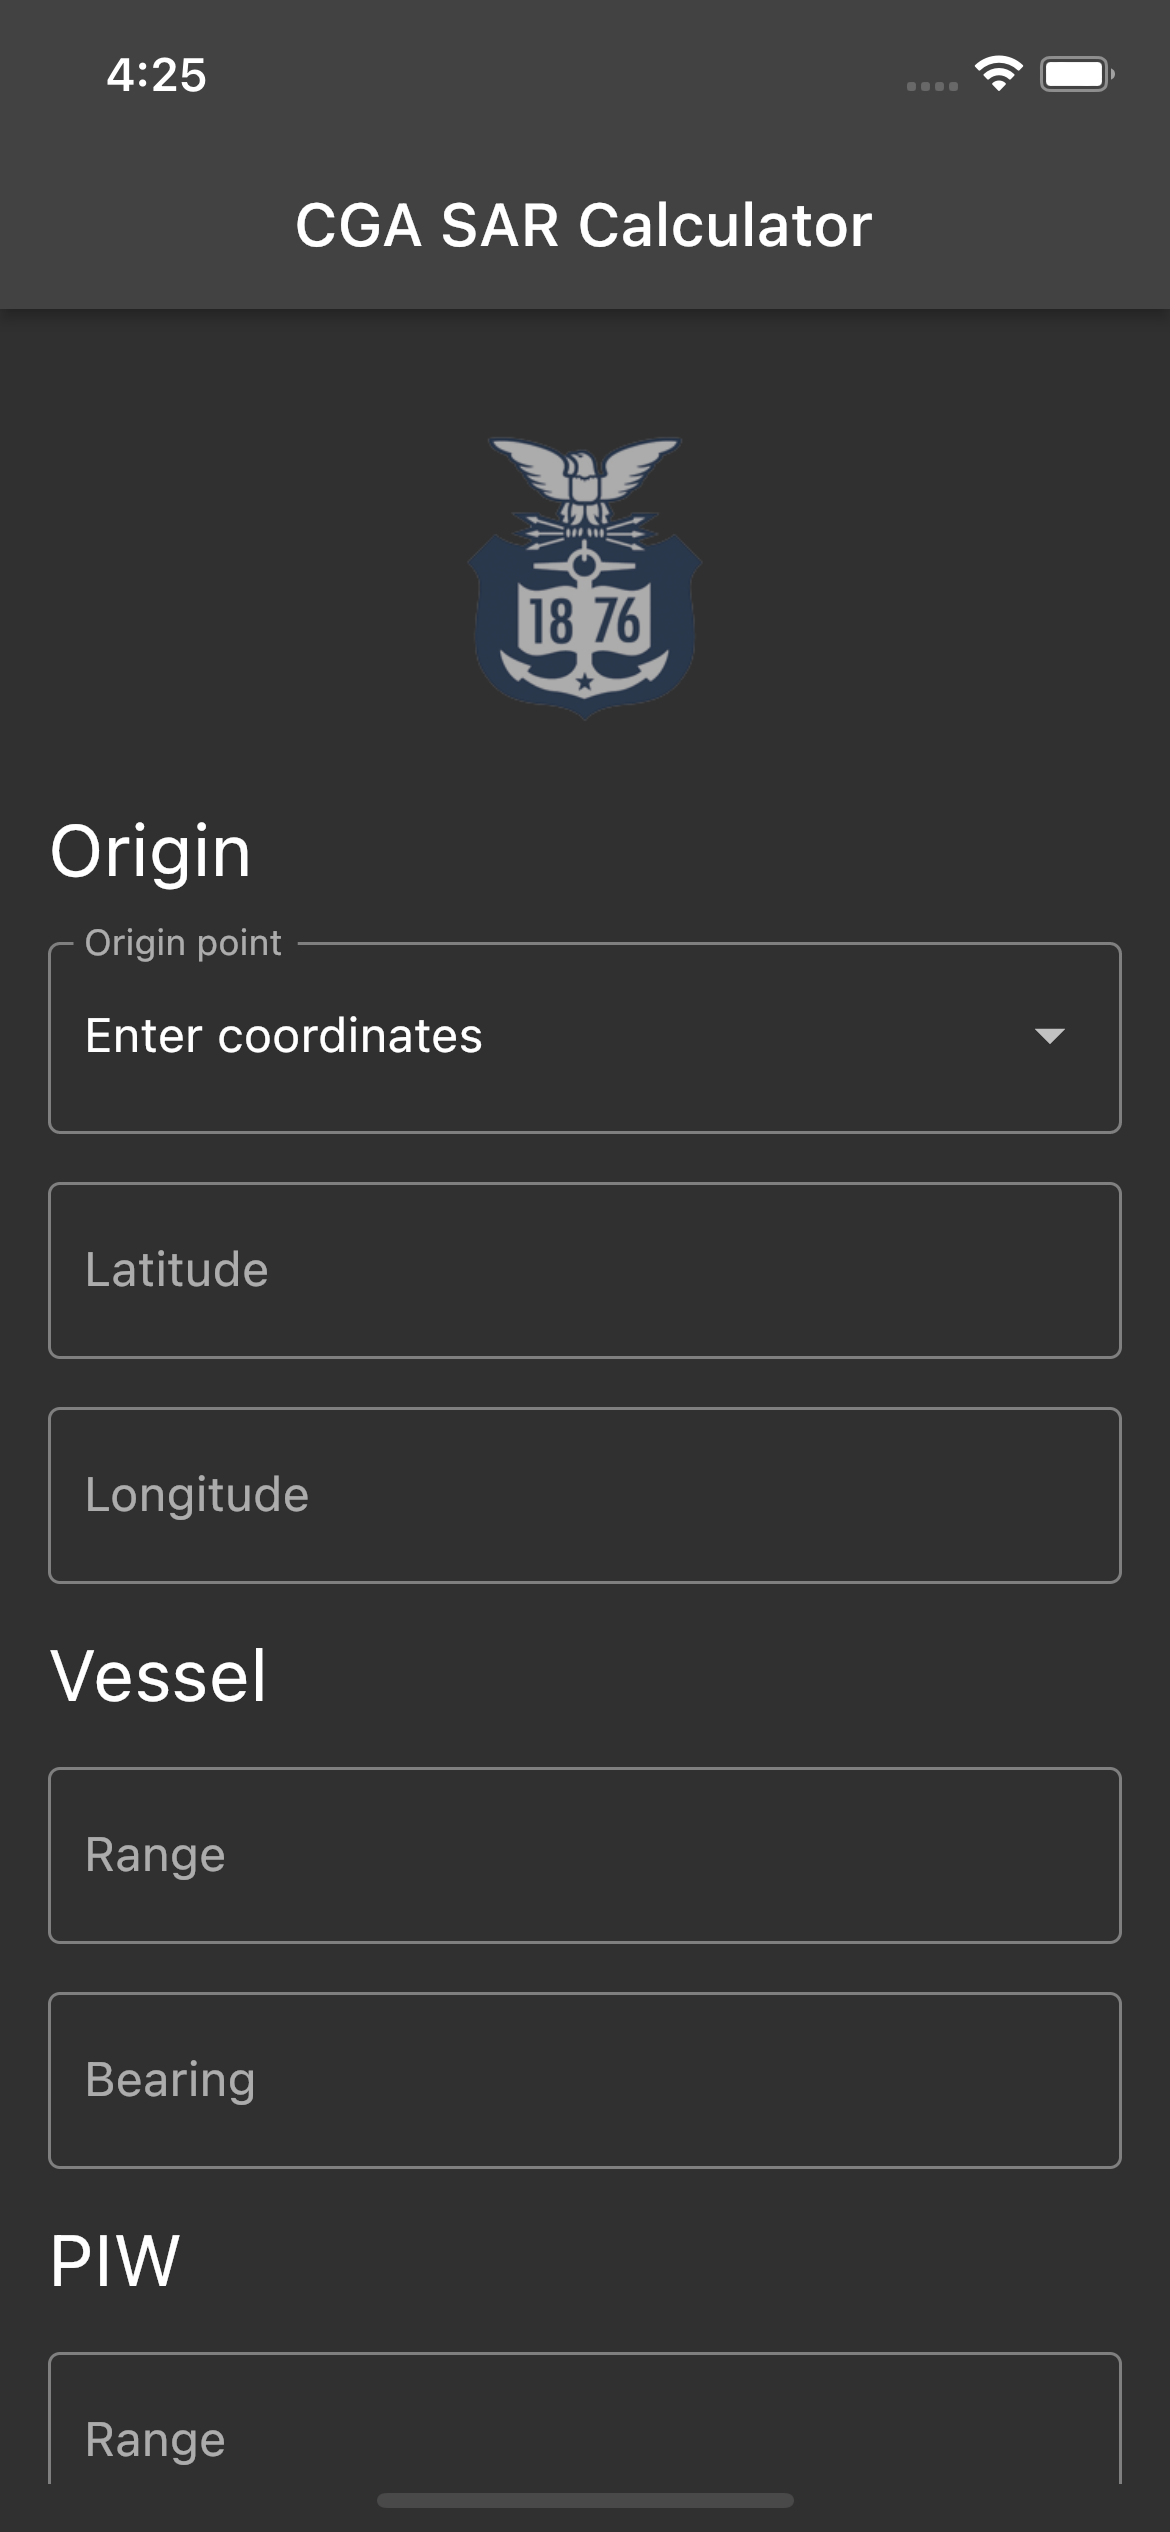 4:25
CGA SAR Calculator
18 76
Origin
Origin point
Enter coordinates
Latitude
Longitude
Vessel
Range
Bearing
PIW
Range